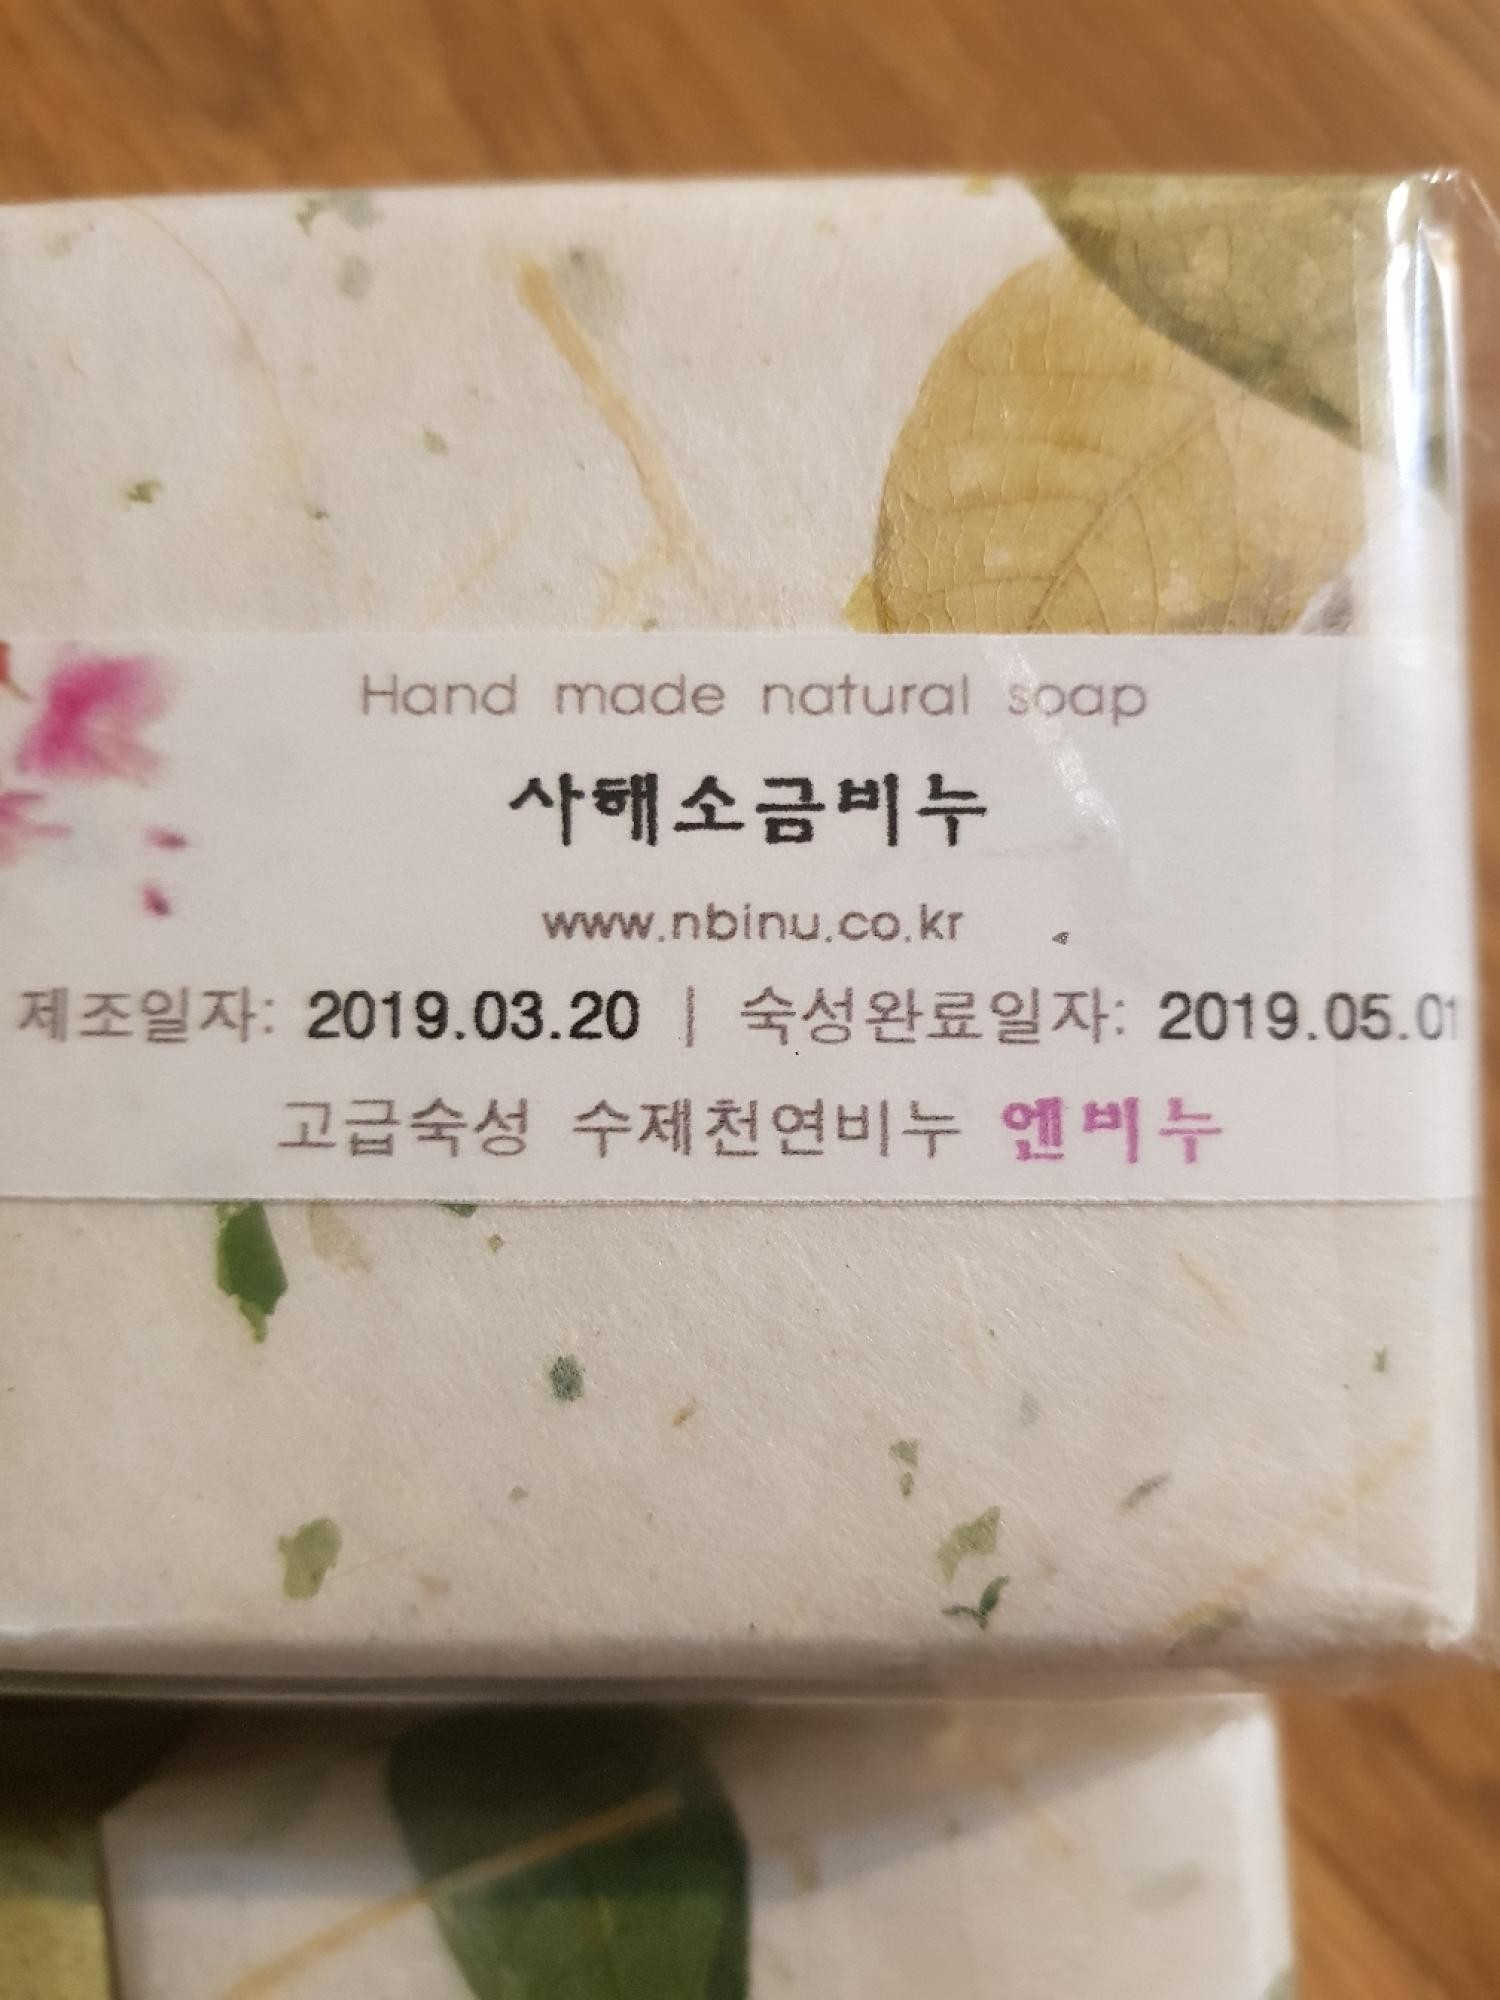 Hand made natural soap
사해소금비누
www.nbinu.co.kr
제조일자: 2019.03.20 | 숙성완료일자: 2019.05.01
고급숙성 수제천연비누 엔비누